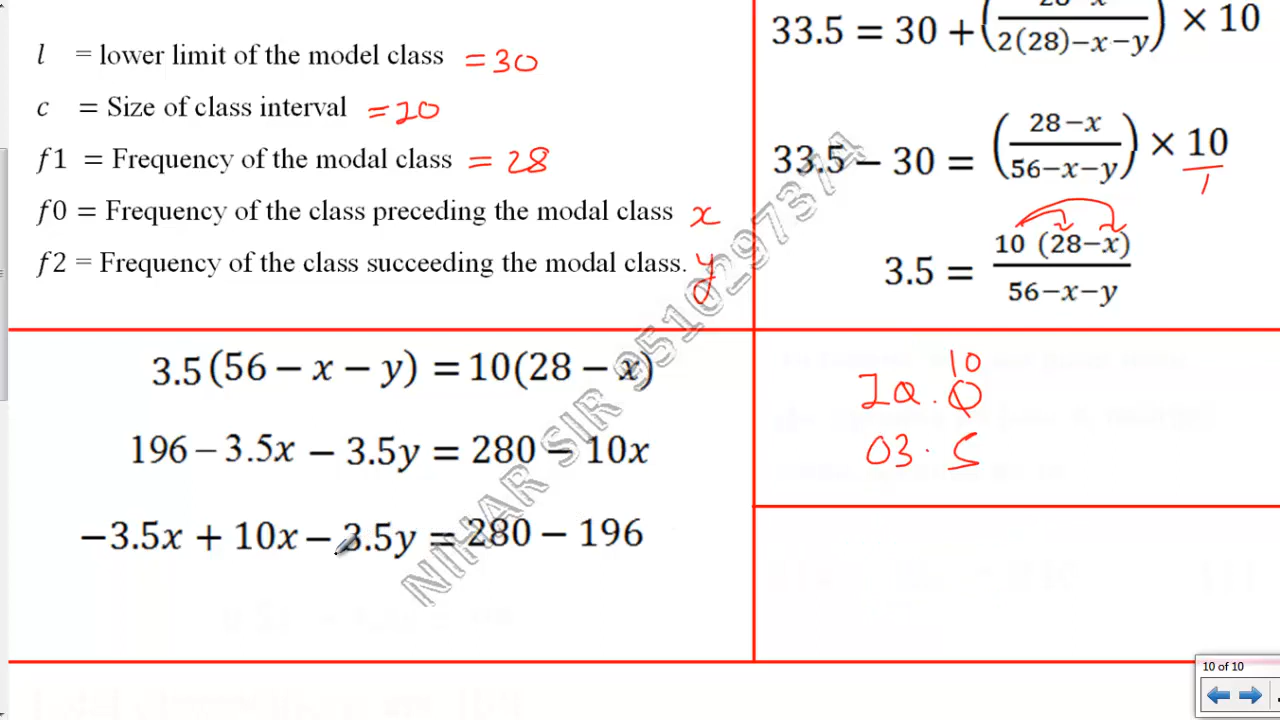 l = lower limit of the model class = 30
c = Size of class interval = 10
f1 = Frequency of the modal class = 28
f0 = Frequency of the class preceding the modal class x
f2 = Frequency of the class succeeding the modal class. y
33.5 = 30 + (28−x / 2(28)−x−y) × 10
33.5 − 30 = (28−x / 56−x−y) × 10 / 1
3.5 = 10 (28−x) / 56−x−y
3.5(56 − x − y) = 10(28 − x)
196 − 3.5x − 3.5y = 280 − 10x
−3.5x + 10x − 3.5y = 280 − 196
10
03.5
NIHAR SIR 9510297374
10 of 10